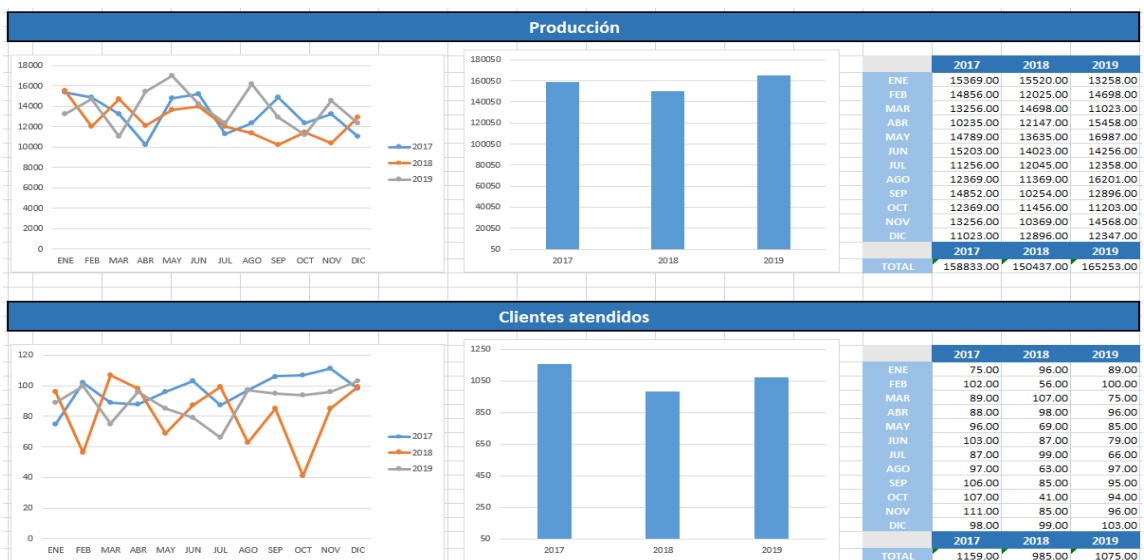 Producción
18000
16000
14000
12000
10000
8000
6000
4000
2000
0
ENE FEB MAR ABR MAY JUN JUL AGO SEP OCT NOV DIC
2017
2018
2019
180050
160050
140050
120050
100050
80050
60050
40050
20050
50
2017 2018 2019
2017 2018 2019
ENE 15369.00 15520.00 13258.00
FEB 14856.00 12025.00 14698.00
MAR 13256.00 14698.00 11023.00
ABR 10235.00 12147.00 15458.00
MAY 14789.00 13635.00 16987.00
JUN 15203.00 14023.00 14256.00
JUL 11256.00 12045.00 12358.00
AGO 12369.00 11369.00 16201.00
SEP 14852.00 10254.00 12896.00
OCT 12369.00 11456.00 11203.00
NOV 13256.00 10369.00 14568.00
DIC 11023.00 12896.00 12347.00
2017 2018 2019
TOTAL 158833.00 150437.00 165253.00
Clientes atendidos
120
100
80
60
40
20
0
ENE FEB MAR ABR MAY JUN JUL AGO SEP OCT NOV DIC
2017
2018
2019
1250
1050
850
650
450
250
50
2017 2018 2019
2017 2018 2019
ENE 75.00 96.00 89.00
FEB 102.00 56.00 100.00
MAR 89.00 107.00 75.00
ABR 88.00 98.00 96.00
MAY 96.00 69.00 85.00
JUN 103.00 87.00 79.00
JUL 87.00 99.00 66.00
AGO 97.00 63.00 97.00
SEP 106.00 85.00 95.00
OCT 107.00 41.00 94.00
NOV 111.00 85.00 96.00
DIC 98.00 99.00 103.00
2017 2018 2019
TOTAL 1159.00 985.00 1075.00